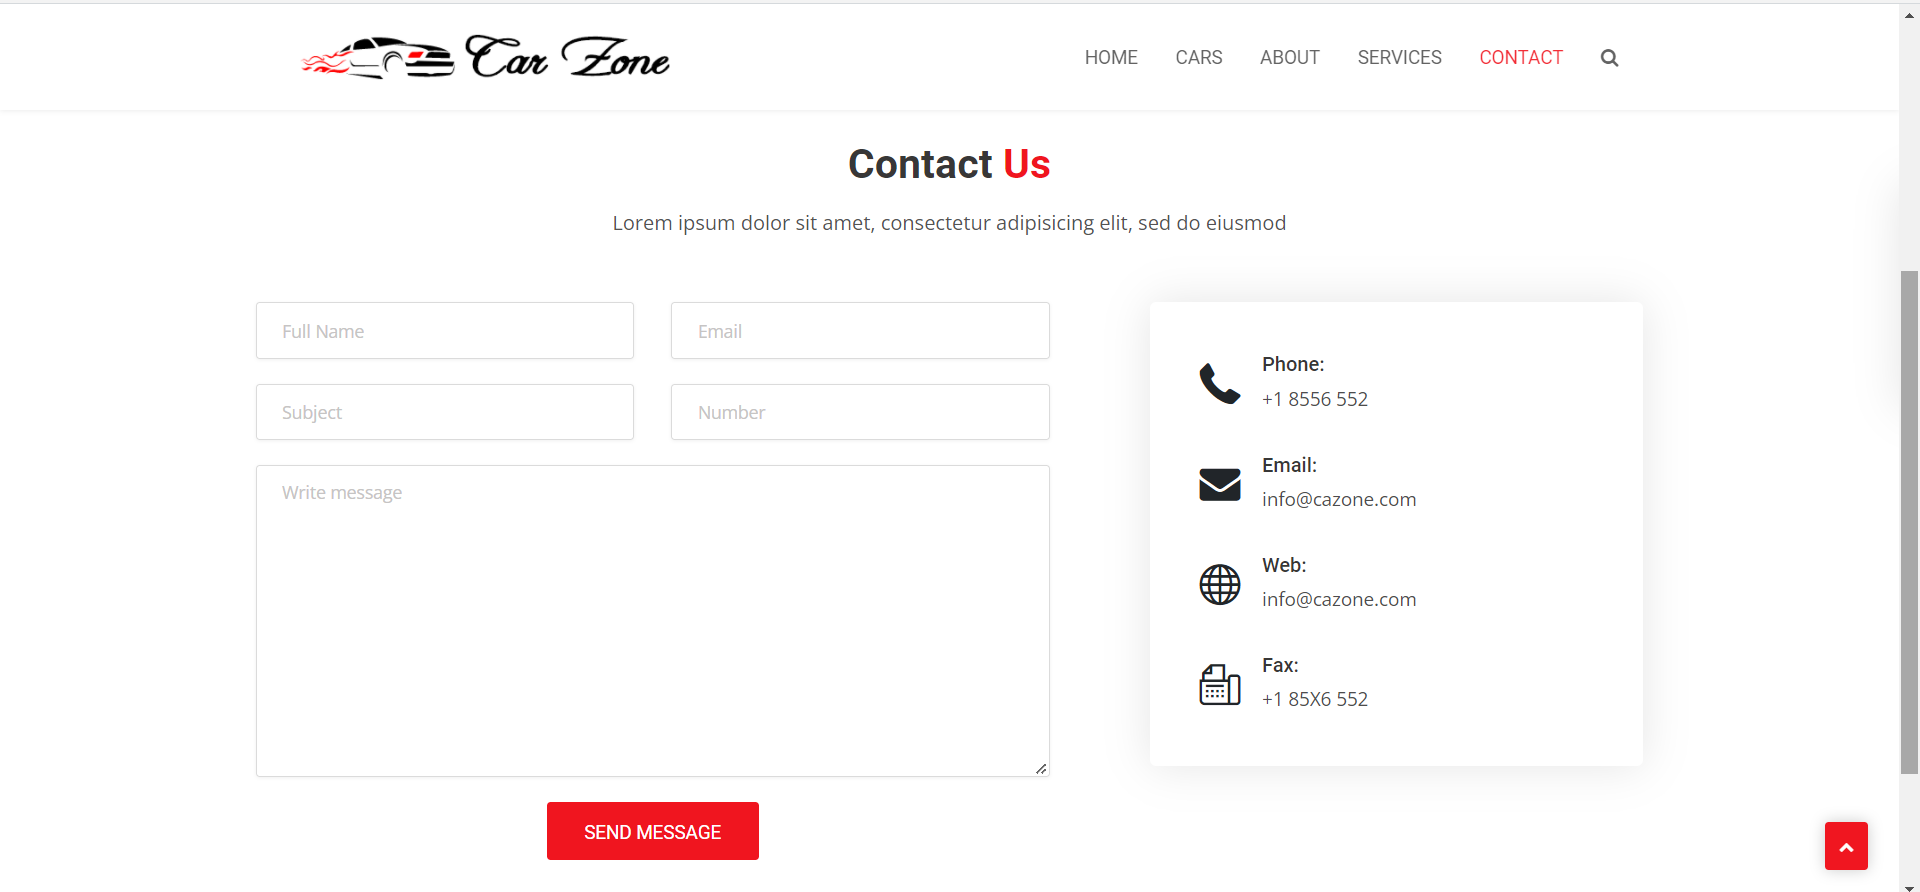 Car Zone
HOME CARS ABOUT SERVICES CONTACT
Contact Us
Lorem ipsum dolor sit amet, consectetur adipisicing elit, sed do eiusmod
Full Name
Email
Subject
Number
Write message
SEND MESSAGE
Phone:
+1 8556 552
Email:
info@cazone.com
Web:
info@cazone.com
Fax:
+1 85X6 552